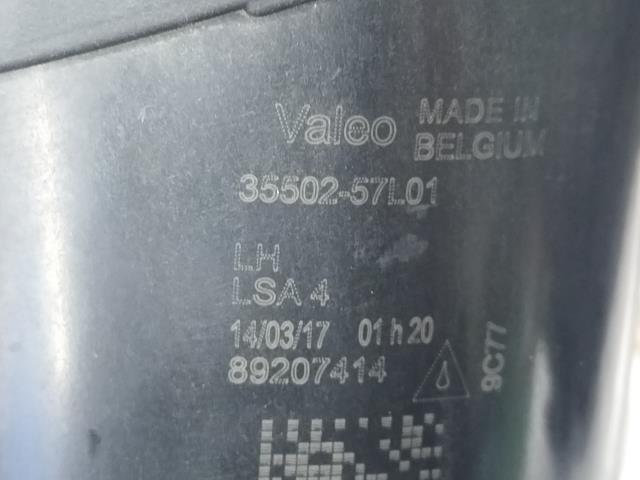 Valeo MADE IN
BELGIUM
35502-57L01
LH
LSA 4
14/03/17 01 h 20
89207414
9C77